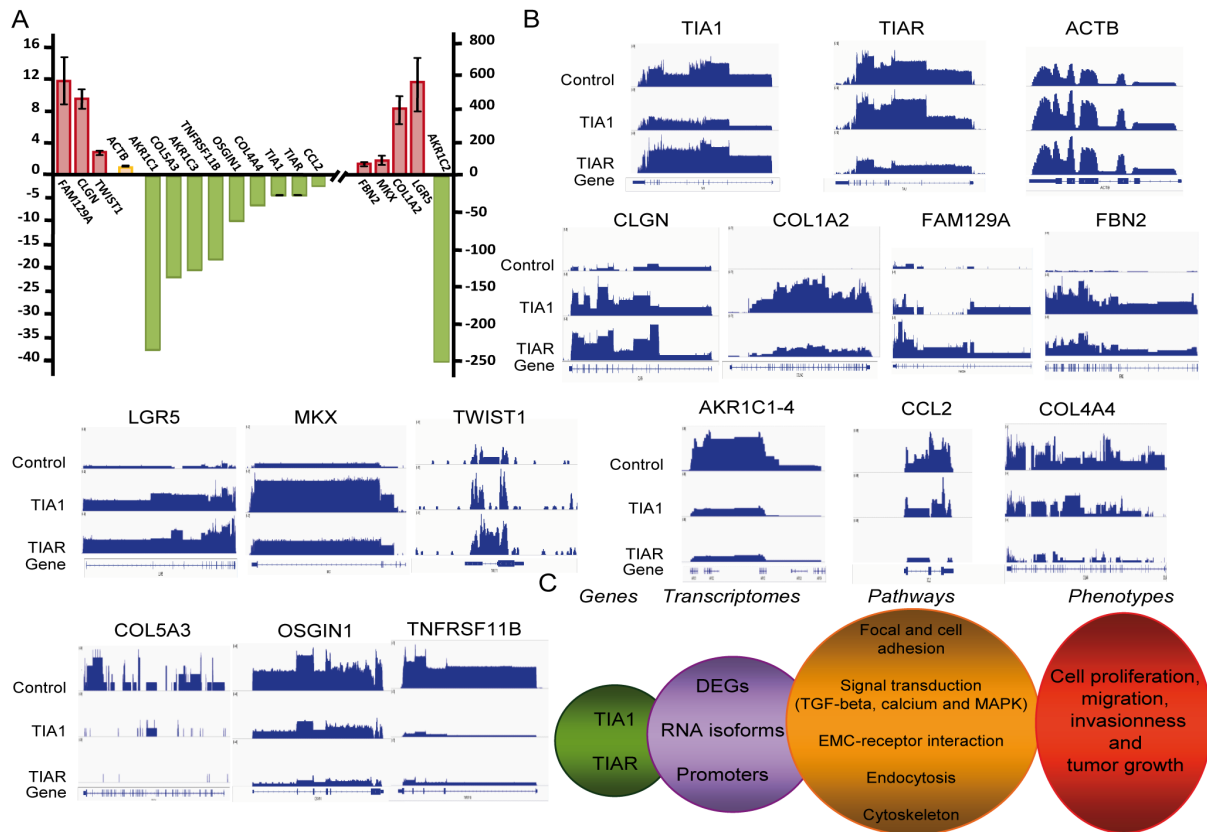 A
16
12
8
4
0
-5
-10
-15
-20
-25
-30
-35
-40
800
600
400
200
0
-50
-100
-150
-200
-250
FAM129A
CLGN
TWIST1
ACTB
AKR1C1
COL5A3
AKR1C3
TNFRSF11B
OSGIN1
COL4A4
TIA1
TIAR
CCL2
FBN2
MKX
COL1A2
LGR5
AKR1C2
B
TIA1 TIAR ACTB
Control
TIA1
TIAR
Gene
ACTB
CLGN COL1A2 FAM129A FBN2
Control
TIA1
TIAR
Gene
LGR5 MKX TWIST1
Control
TIA1
TIAR
Gene
AKR1C1-4 CCL2 COL4A4
Control
TIA1
TIAR
Gene
COL5A3 OSGIN1 TNFRSF11B
Control
TIA1
TIAR
Gene
C
Genes Transcriptomes Pathways Phenotypes
TIA1
TIAR
DEGs
RNA isoforms
Promoters
Focal and cell
adhesion
Signal transduction
(TGF-beta, calcium and MAPK)
EMC-receptor interaction
Endocytosis
Cytoskeleton
Cell proliferation,
migration,
invasionness
and
tumor growth